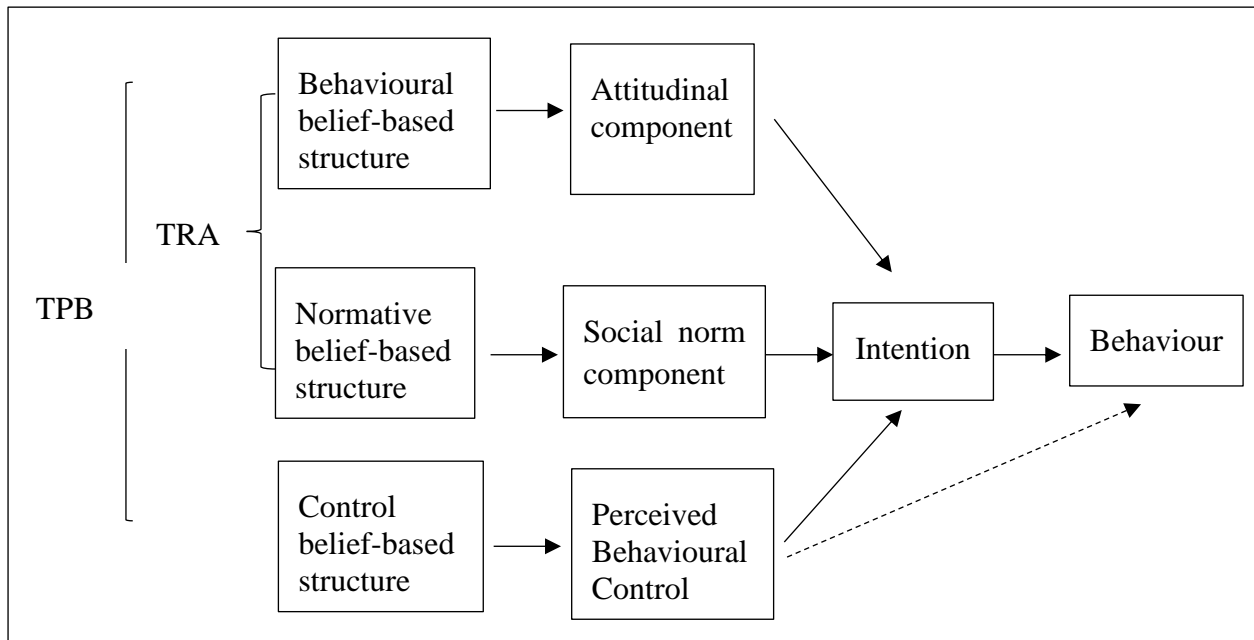 Behavioural
belief-based
structure
Attitudinal
component
TRA
TPB
Normative
belief-based
structure
Social norm
component
Intention
Behaviour
Control
belief-based
structure
Perceived
Behavioural
Control